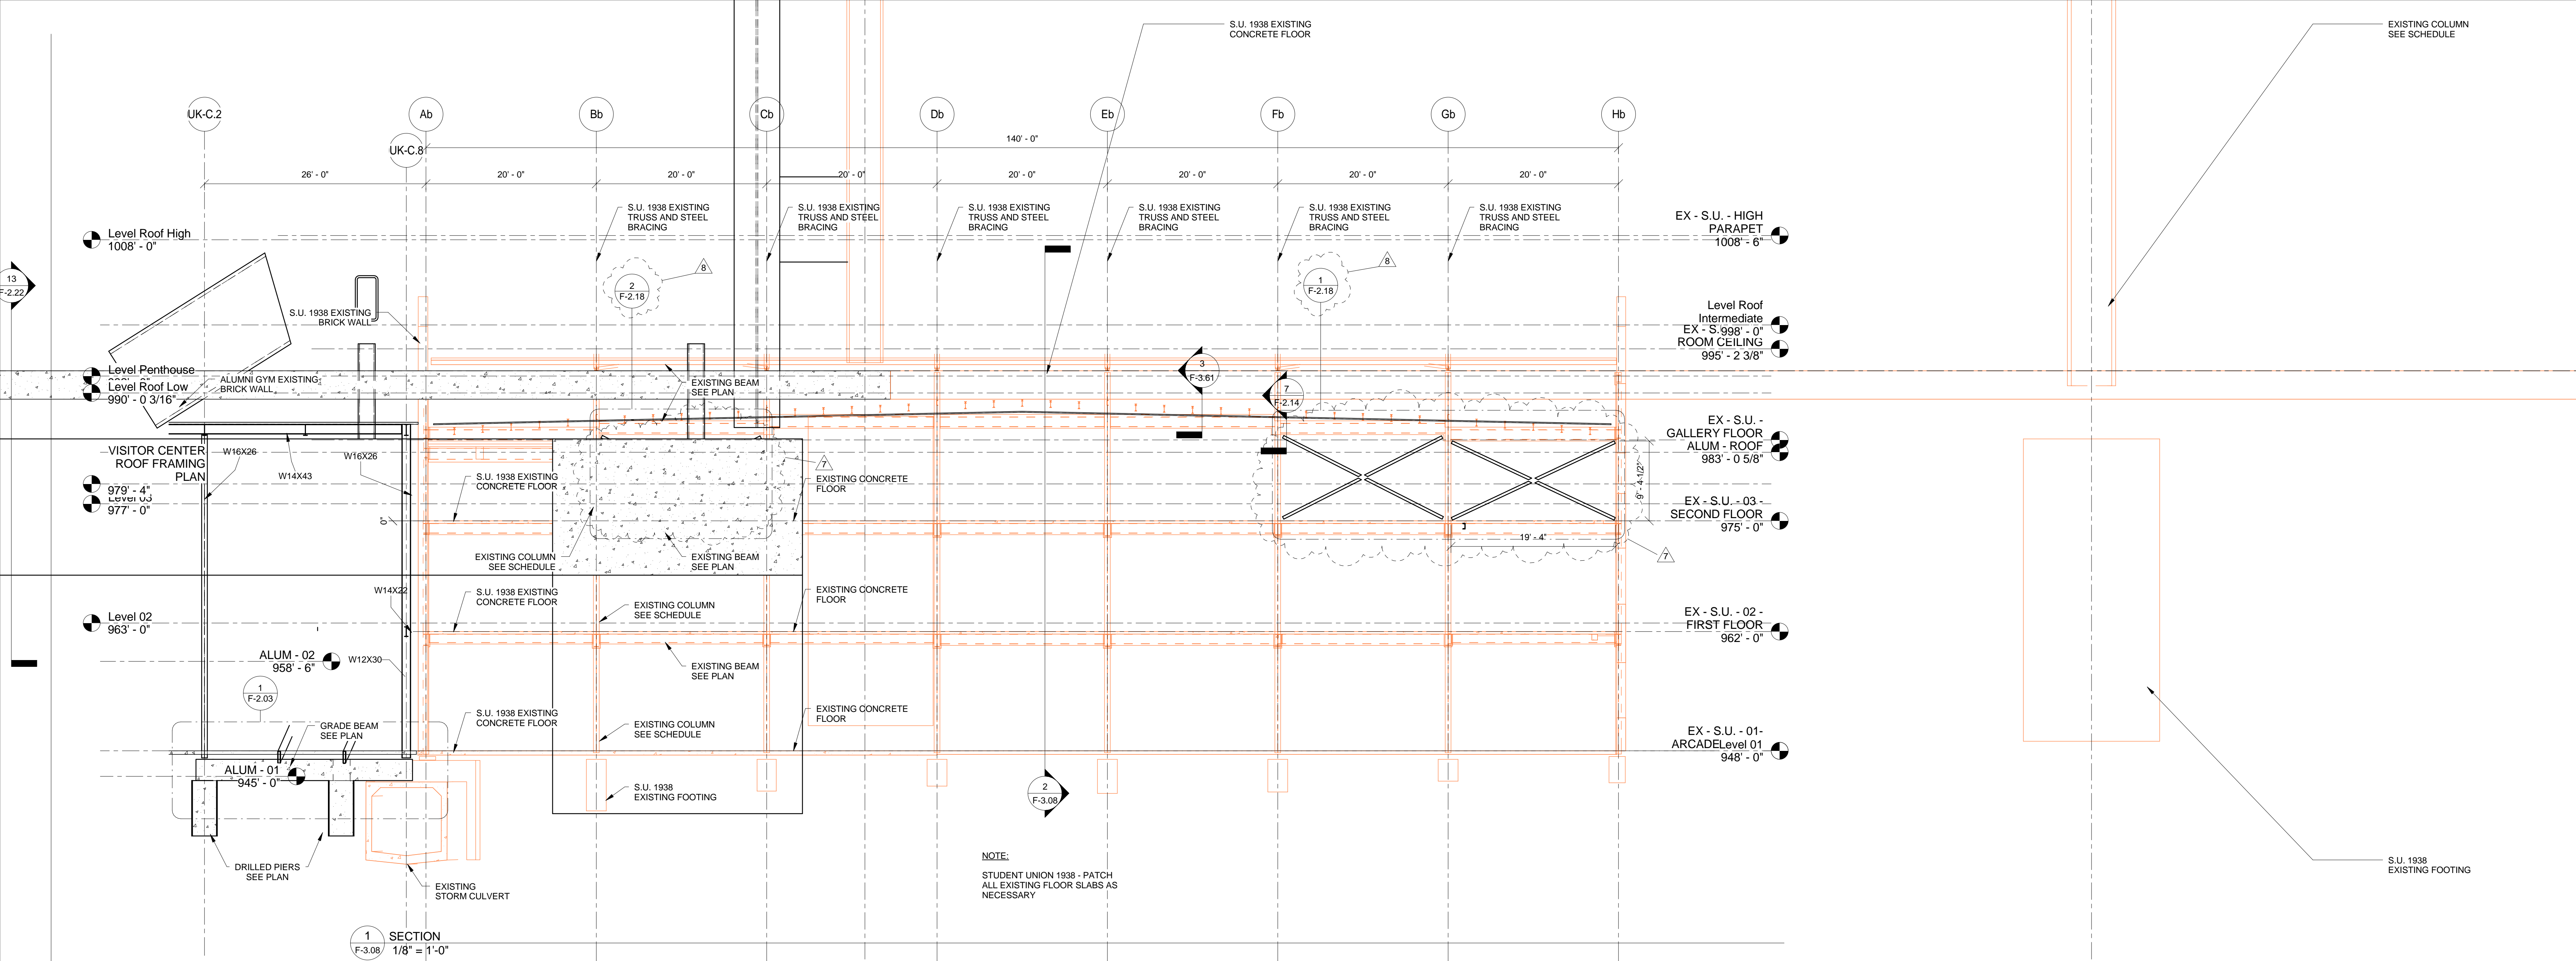 S.U. 1938 EXISTING
CONCRETE FLOOR
EXISTING COLUMN
SEE SCHEDULE
UK-C.2
Ab
Bb
Cb
Db
Eb
Fb
Gb
Hb
UK-C.8
140' - 0"
26' - 0"
20' - 0"
20' - 0"
20' - 0"
20' - 0"
20' - 0"
20' - 0"
20' - 0"
S.U. 1938 EXISTING
TRUSS AND STEEL
BRACING
S.U. 1938 EXISTING
TRUSS AND STEEL
BRACING
S.U. 1938 EXISTING
TRUSS AND STEEL
BRACING
S.U. 1938 EXISTING
TRUSS AND STEEL
BRACING
S.U. 1938 EXISTING
TRUSS AND STEEL
BRACING
S.U. 1938 EXISTING
TRUSS AND STEEL
BRACING
EX - S.U. - HIGH
PARAPET
1008' - 6"
Level Roof High
1008' - 0"
13
F-2.22
2
F-2.18
8
1
F-2.18
8
S.U. 1938 EXISTING
BRICK WALL
Level Roof
Intermediate
998' - 0"
EX - S.
ROOM CEILING
995' - 2 3/8"
Level Penthouse
Level Roof Low
990' - 0 3/16"
ALUMNI GYM EXISTING
BRICK WALL
EXISTING BEAM
SEE PLAN
3
F-3.61
7
F-2.14
EX - S.U. -
GALLERY FLOOR
ALUM - ROOF
983' - 0 5/8"
VISITOR CENTER
ROOF FRAMING
PLAN
979' - 4"
Level 03
977' - 0"
W16X26
W14X43
W16X26
S.U. 1938 EXISTING
CONCRETE FLOOR
7
EXISTING CONCRETE
FLOOR
9' - 4 1/2"
0"
EX - S.U. - 03 -
SECOND FLOOR
975' - 0"
19' - 4"
7
EXISTING COLUMN
SEE SCHEDULE
EXISTING BEAM
SEE PLAN
W14X22
S.U. 1938 EXISTING
CONCRETE FLOOR
EXISTING COLUMN
SEE SCHEDULE
EXISTING CONCRETE
FLOOR
Level 02
963' - 0"
EX - S.U. - 02 -
FIRST FLOOR
962' - 0"
ALUM - 02
958' - 6"
W12X30
EXISTING BEAM
SEE PLAN
1
F-2.03
GRADE BEAM
SEE PLAN
S.U. 1938 EXISTING
CONCRETE FLOOR
EXISTING COLUMN
SEE SCHEDULE
EXISTING CONCRETE
FLOOR
EX - S.U. - 01-
ARCADE
Level 01
948' - 0"
ALUM - 01
945' - 0"
S.U. 1938
EXISTING FOOTING
2
F-3.08
DRILLED PIERS
SEE PLAN
EXISTING
STORM CULVERT
NOTE:
STUDENT UNION 1938 - PATCH
ALL EXISTING FLOOR SLABS AS
NECESSARY
S.U. 1938
EXISTING FOOTING
1
F-3.08
SECTION
1/8" = 1'-0"